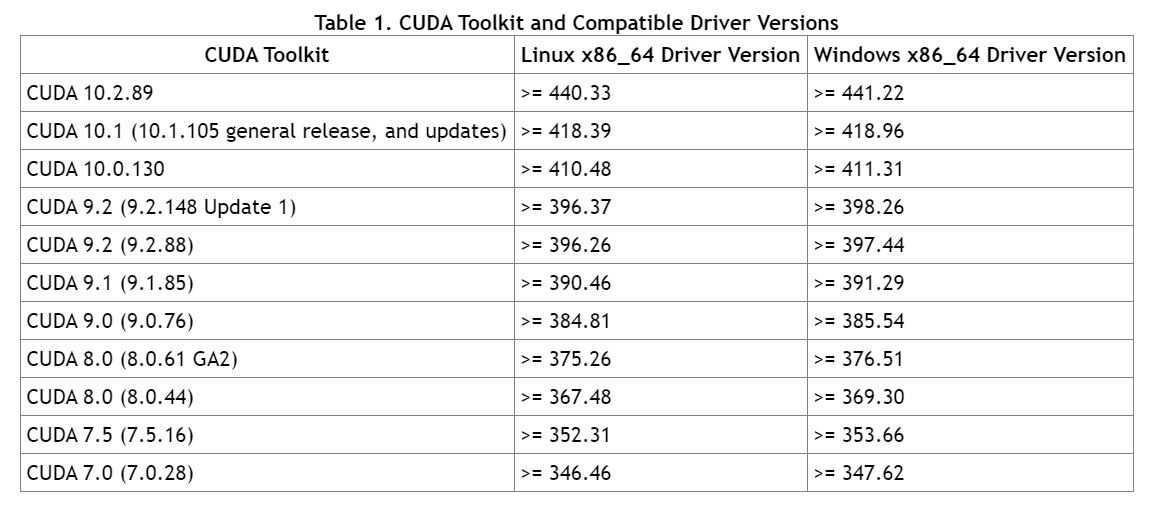 Table 1. CUDA Toolkit and Compatible Driver Versions
CUDA Toolkit Linux x86_64 Driver Version Windows x86_64 Driver Version
CUDA 10.2.89 >= 440.33 >= 441.22
CUDA 10.1 (10.1.105 general release, and updates) >= 418.39 >= 418.96
CUDA 10.0.130 >= 410.48 >= 411.31
CUDA 9.2 (9.2.148 Update 1) >= 396.37 >= 398.26
CUDA 9.2 (9.2.88) >= 396.26 >= 397.44
CUDA 9.1 (9.1.85) >= 390.46 >= 391.29
CUDA 9.0 (9.0.76) >= 384.81 >= 385.54
CUDA 8.0 (8.0.61 GA2) >= 375.26 >= 376.51
CUDA 8.0 (8.0.44) >= 367.48 >= 369.30
CUDA 7.5 (7.5.16) >= 352.31 >= 353.66
CUDA 7.0 (7.0.28) >= 346.46 >= 347.62